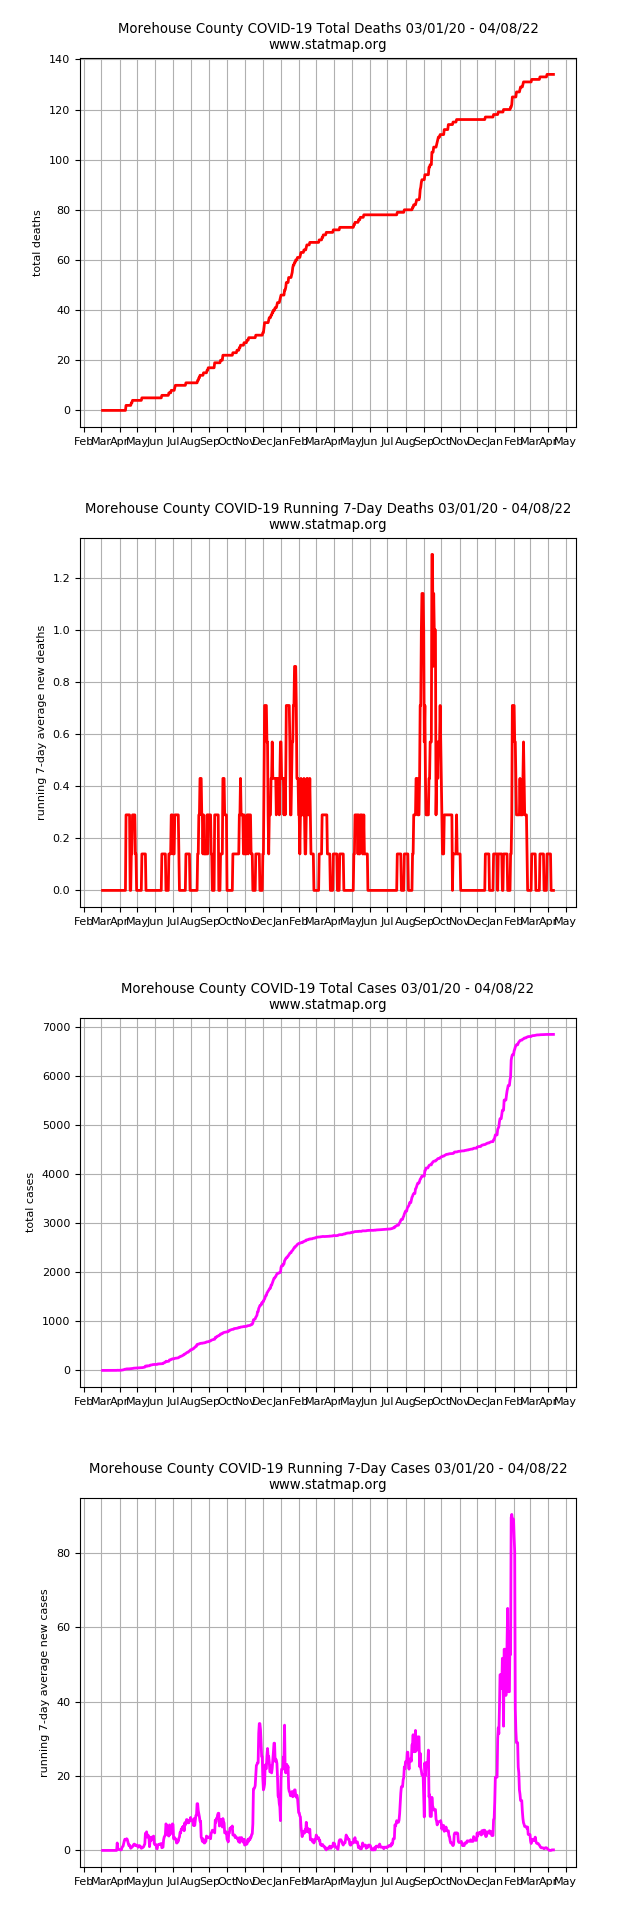 Morehouse County COVID-19 Total Deaths 03/01/20 - 04/08/22
www.statmap.org
140
120
100
80
60
40
20
0
total deaths
Feb Mar Apr May Jun Jul Aug Sep Oct Nov Dec Jan Feb Mar Apr May Jun Jul Aug Sep Oct Nov Dec Jan Feb Mar Apr May
Morehouse County COVID-19 Running 7-Day Deaths 03/01/20 - 04/08/22
www.statmap.org
1.2
1.0
0.8
0.6
0.4
0.2
0.0
running 7-day average new deaths
Feb Mar Apr May Jun Jul Aug Sep Oct Nov Dec Jan Feb Mar Apr May Jun Jul Aug Sep Oct Nov Dec Jan Feb Mar Apr May
Morehouse County COVID-19 Total Cases 03/01/20 - 04/08/22
www.statmap.org
7000
6000
5000
4000
3000
2000
1000
0
total cases
Feb Mar Apr May Jun Jul Aug Sep Oct Nov Dec Jan Feb Mar Apr May Jun Jul Aug Sep Oct Nov Dec Jan Feb Mar Apr May
Morehouse County COVID-19 Running 7-Day Cases 03/01/20 - 04/08/22
www.statmap.org
80
60
40
20
0
running 7-day average new cases
Feb Mar Apr May Jun Jul Aug Sep Oct Nov Dec Jan Feb Mar Apr May Jun Jul Aug Sep Oct Nov Dec Jan Feb Mar Apr May